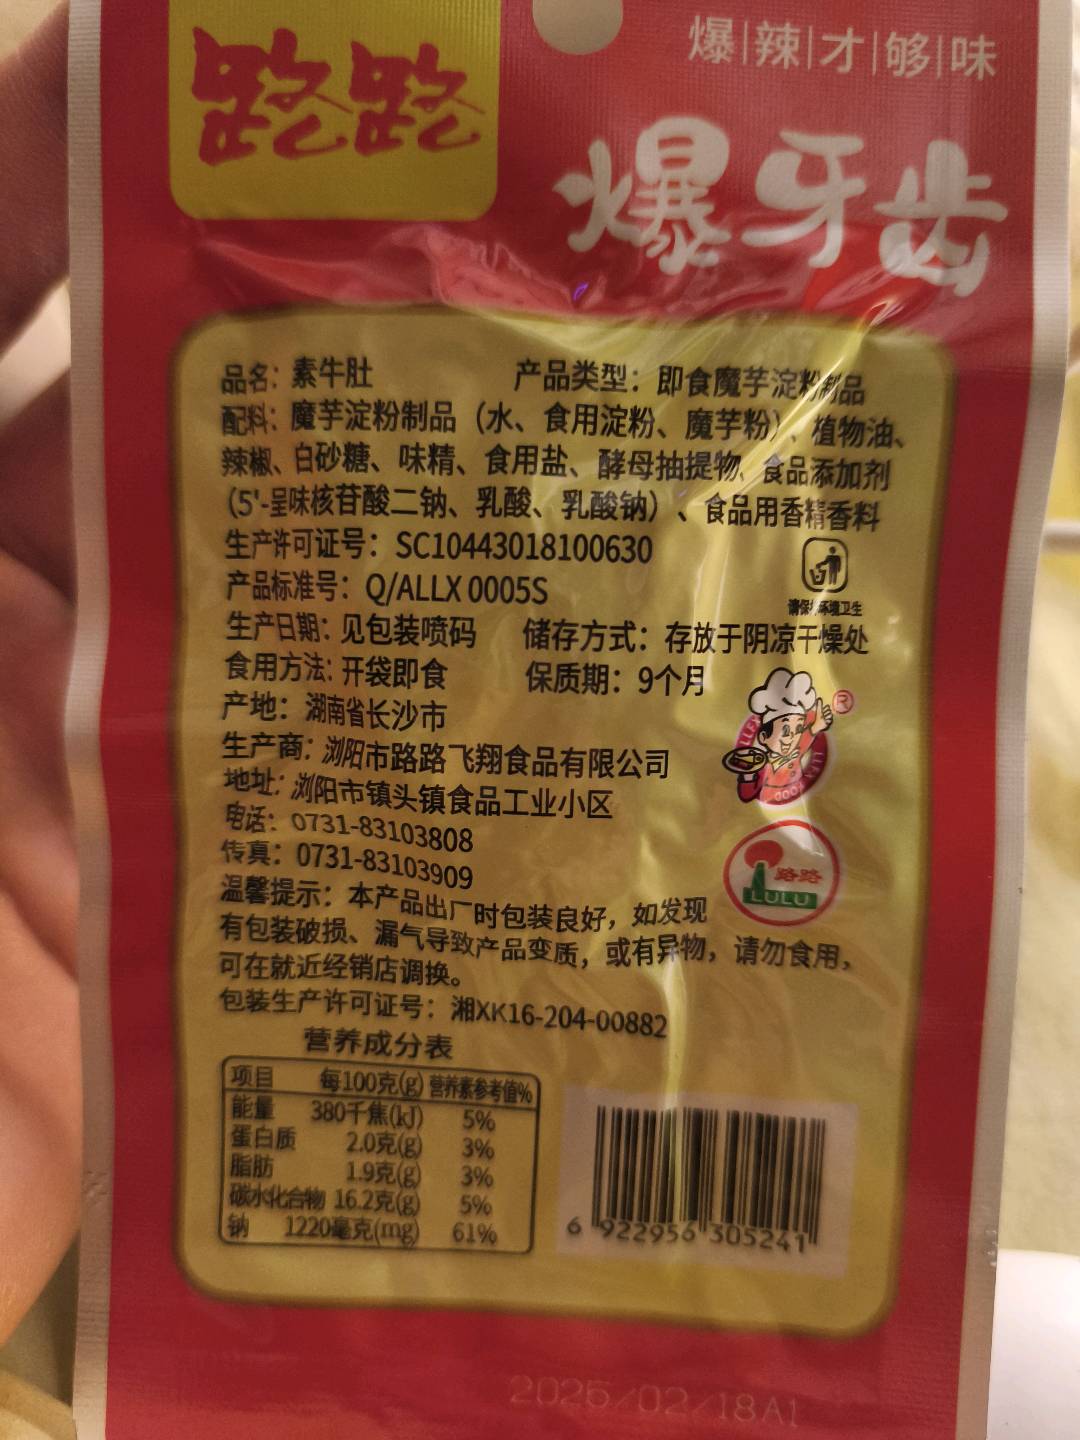 路路
爆|辣|才|够|味
爆牙齿
品名：素牛肚 产品类型：即食魔芋淀粉制品
配料：魔芋淀粉制品（水、食用淀粉、魔芋粉）、植物油、
辣椒、白砂糖、味精、食用盐、酵母抽提物、食品添加剂
(5'-呈味核苷酸二钠、乳酸、乳酸钠）、食品用香精香料
生产许可证号：SC10443018100630
产品标准号：Q/ALLX 0005S
请保护环境卫生
生产日期：见包装喷码 储存方式：存放于阴凉干燥处
食用方法：开袋即食 保质期：9个月
产地：湖南省长沙市
®
生产商：浏阳市路路飞翔食品有限公司
地址：浏阳市镇头镇食品工业小区
电话：0731-83103808
传真：0731-83103909
路路
LULU
温馨提示：本产品出厂时包装良好，如发现
有包装破损、漏气导致产品变质，或有异物，请勿食用，
可在就近经销店调换。
包装生产许可证号：湘XK16-204-00882
营养成分表
项目 每100克(g) 营养素参考值%
能量 380千焦(kJ) 5%
蛋白质 2.0克(g) 3%
脂肪 1.9克(g) 3%
碳水化合物 16.2克(g) 5%
钠 1220毫克(mg) 61%
6 922956 305241
2026/02/18A1